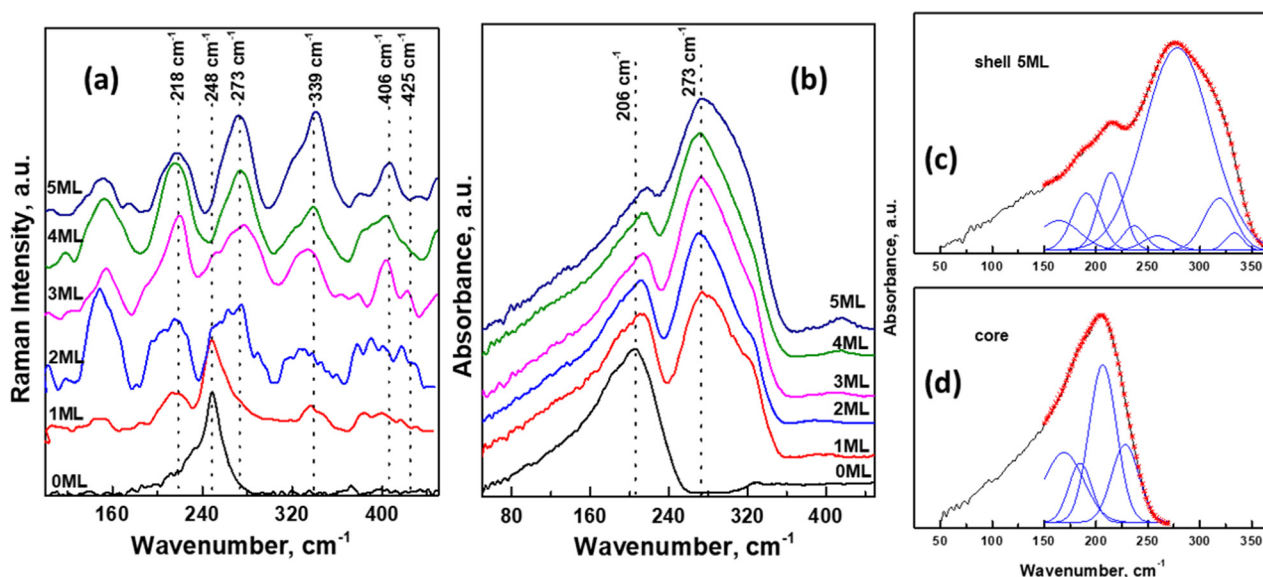 (a)
218 cm-1
248 cm-1
273 cm-1
339 cm-1
406 cm-1
425 cm-1
Raman Intensity, a.u.
5ML
4ML
3ML
2ML
1ML
0ML
160 240 320 400
Wavenumber, cm-1
(b)
206 cm-1
273 cm-1
Absorbance, a.u.
5ML
4ML
3ML
2ML
1ML
0ML
80 160 240 320 400
Wavenumber, cm-1
shell 5ML
(c)
50 100 150 200 250 300 350
Absorbance, a.u.
core
(d)
50 100 150 200 250 300 350
Wavenumber, cm-1